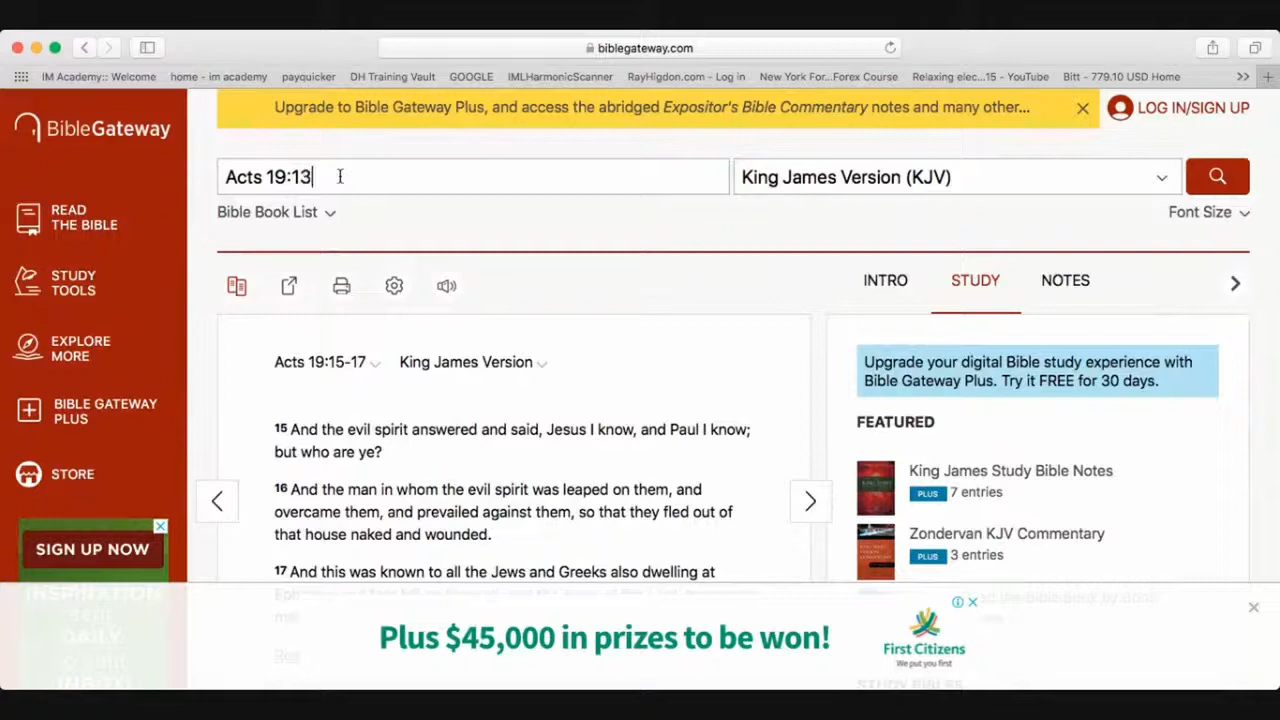 biblegateway.com
IM Academy:: Welcome home - im academy payquicker DH Training Vault GOOGLE IMLHarmonicScanner RayHigdon.com - Log in New York For...Forex Course Relaxing elec...15 - YouTube Bitt - 779.10 USD Home
BibleGateway
Upgrade to Bible Gateway Plus, and access the abridged Expositor's Bible Commentary notes and many other...
LOG IN/SIGN UP
Acts 19:13
King James Version (KJV)
Bible Book List
Font Size
READ
THE BIBLE
STUDY
TOOLS
EXPLORE
MORE
BIBLE GATEWAY
PLUS
STORE
SIGN UP NOW
INSPIRATION
DAILY
INTRO STUDY NOTES
Acts 19:15-17 King James Version
15 And the evil spirit answered and said, Jesus I know, and Paul I know;
but who are ye?
16 And the man in whom the evil spirit was leaped on them, and
overcame them, and prevailed against them, so that they fled out of
that house naked and wounded.
17 And this was known to all the Jews and Greeks also dwelling at
Upgrade your digital Bible study experience with
Bible Gateway Plus. Try it FREE for 30 days.
FEATURED
King James Study Bible Notes
PLUS 7 entries
Zondervan KJV Commentary
PLUS 3 entries
Plus $45,000 in prizes to be won!
First Citizens
We put you first
STUDY BIBLES